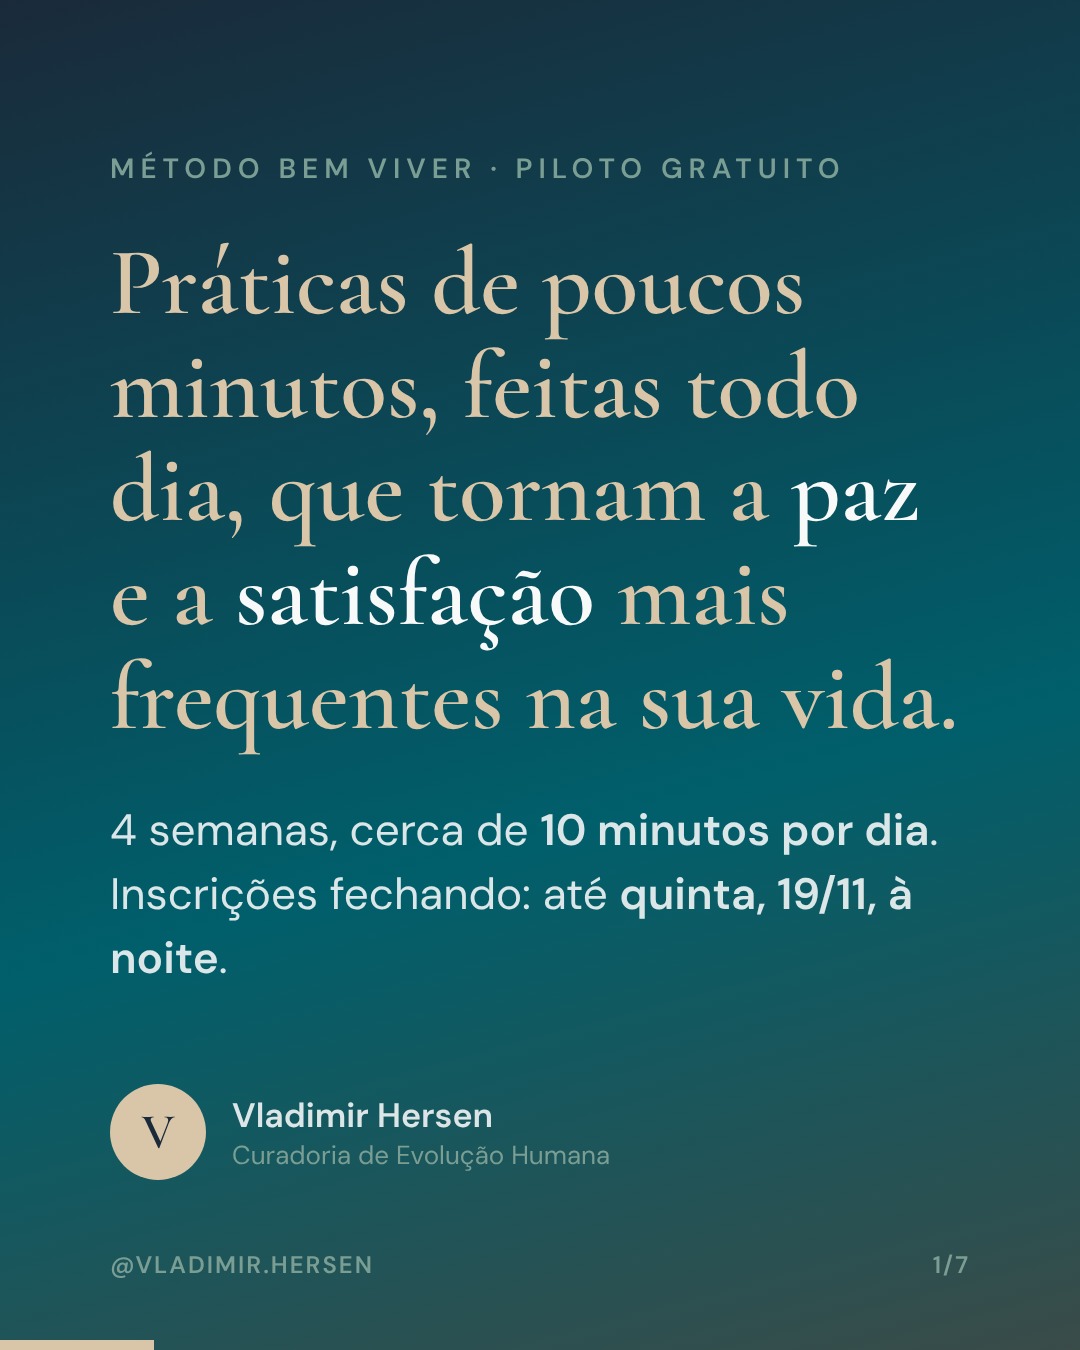 MÉTODO BEM VIVER · PILOTO GRATUITO
Práticas de poucos
minutos, feitas todo
dia, que tornam a paz
e a satisfação mais
frequentes na sua vida.
4 semanas, cerca de 10 minutos por dia.
Inscrições fechando: até quinta, 19/11, à
noite.
V
Vladimir Hersen
Curadoria de Evolução Humana
@VLADIMIR.HERSEN
1/7